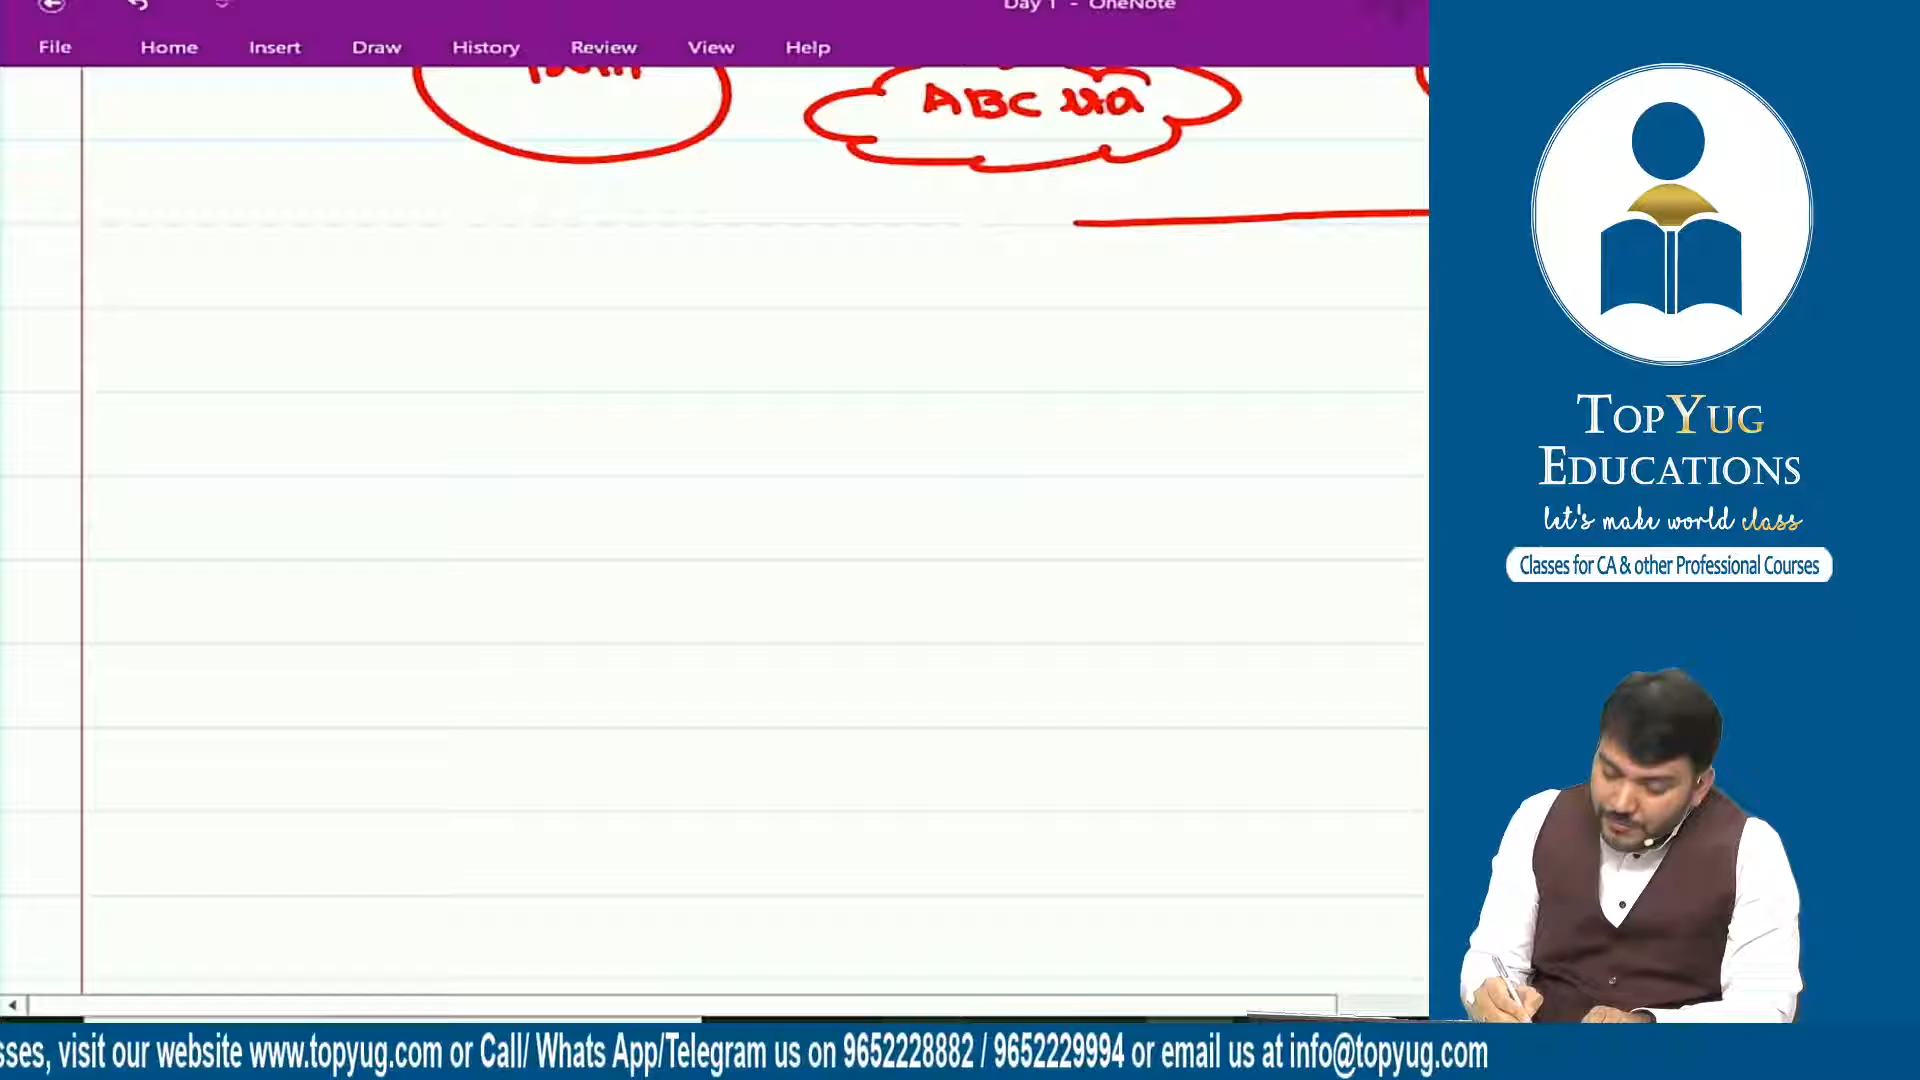 Day 1 - OneNote
File Home Insert Draw History Review View Help
ABC
TOPYUG
EDUCATIONS
let's make world class
Classes for CA & other Professional Courses
sses, visit our website www.topyug.com or Call/ Whats App/Telegram us on 9652228882 / 9652229994 or email us at info@topyug.com